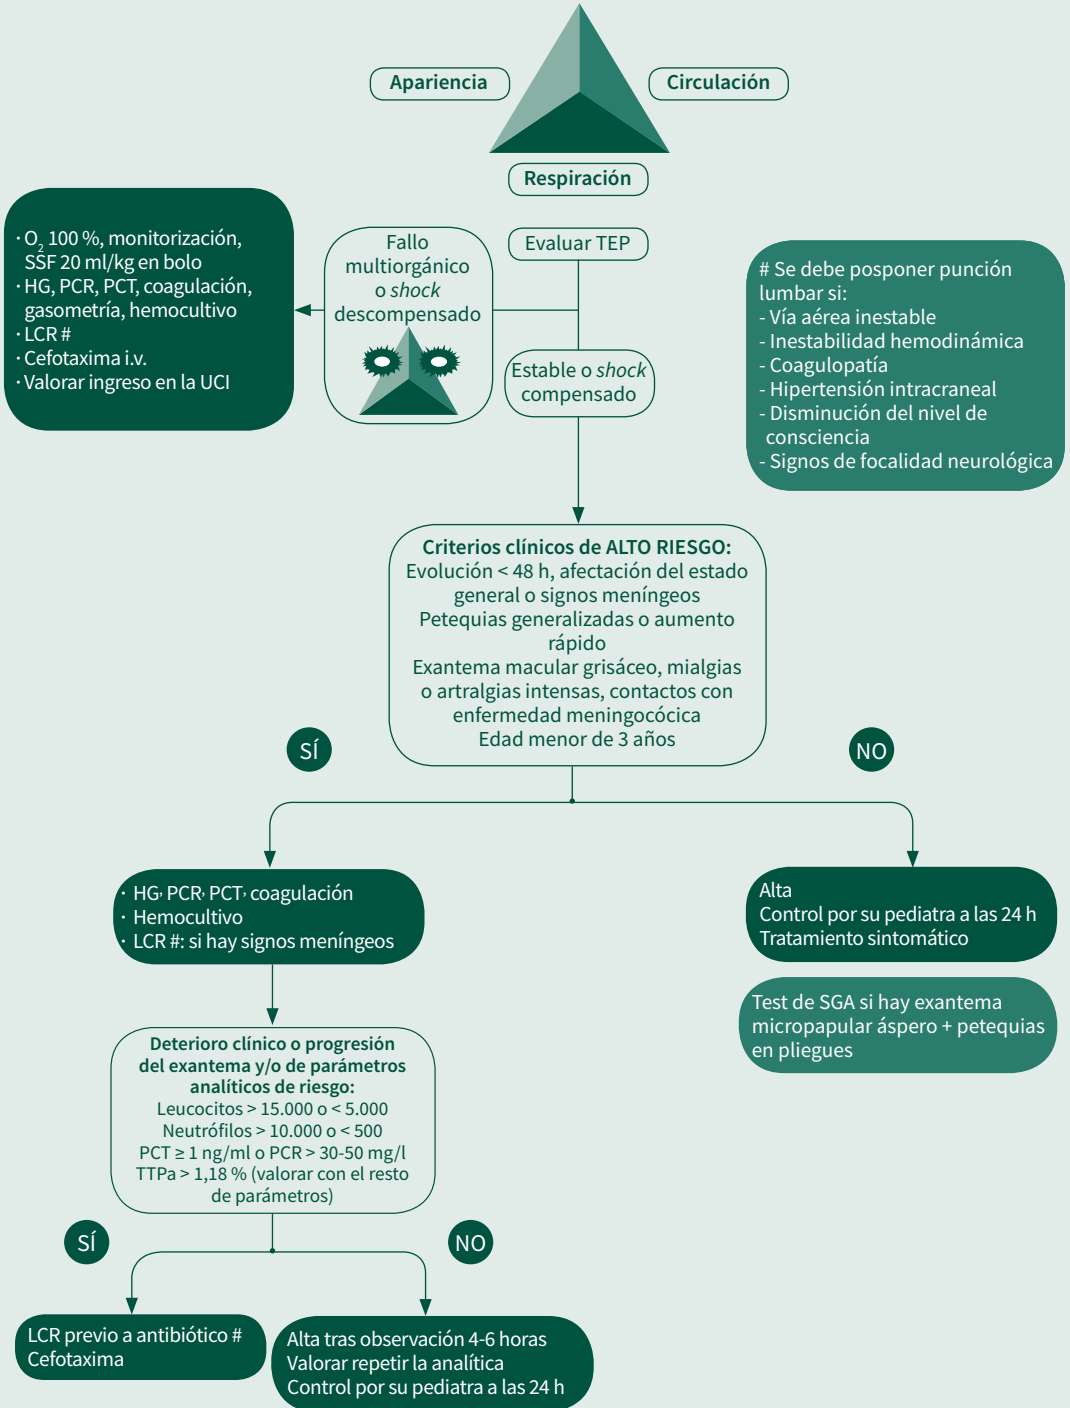 Apariencia
Circulación
Respiración
Evaluar TEP
Fallo
multiorgánico
o shock
descompensado
· O2 100 %, monitorización,
SSF 20 ml/kg en bolo
· HG, PCR, PCT, coagulación,
gasometría, hemocultivo
· LCR #
· Cefotaxima i.v.
· Valorar ingreso en la UCI
Estable o shock
compensado
# Se debe posponer punción
lumbar si:
- Vía aérea inestable
- Inestabilidad hemodinámica
- Coagulopatía
- Hipertensión intracraneal
- Disminución del nivel de
consciencia
- Signos de focalidad neurológica
Criterios clínicos de ALTO RIESGO:
Evolución < 48 h, afectación del estado
general o signos meníngeos
Petequias generalizadas o aumento
rápido
Exantema macular grisáceo, mialgias
o artralgias intensas, contactos con
enfermedad meningocócica
Edad menor de 3 años
SÍ
NO
· HG, PCR, PCT, coagulación
· Hemocultivo
· LCR #: si hay signos meníngeos
Alta
Control por su pediatra a las 24 h
Tratamiento sintomático
Test de SGA si hay exantema
micropapular áspero + petequias
en pliegues
Deterioro clínico o progresión
del exantema y/o de parámetros
analíticos de riesgo:
Leucocitos > 15.000 o < 5.000
Neutrófilos > 10.000 o < 500
PCT ≥ 1 ng/ml o PCR > 30-50 mg/l
TTPa > 1,18 % (valorar con el resto
de parámetros)
SÍ
NO
LCR previo a antibiótico #
Cefotaxima
Alta tras observación 4-6 horas
Valorar repetir la analítica
Control por su pediatra a las 24 h